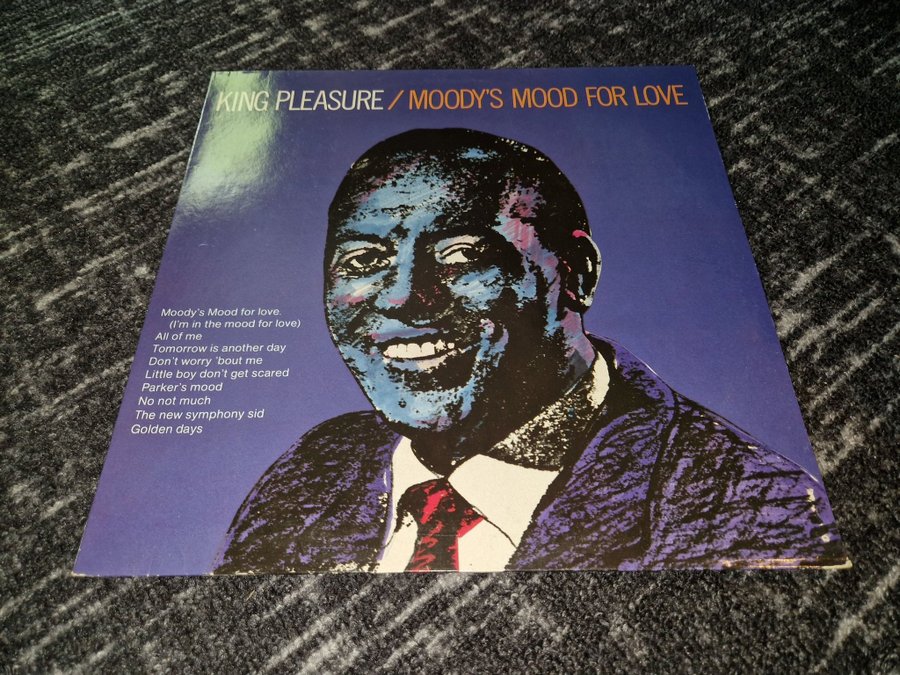 KING PLEASURE / MOODY'S MOOD FOR LOVE
Moody's Mood for love.
(I'm in the mood for love)
All of me
Tomorrow is another day
Don't worry 'bout me
Little boy don't get scared
Parker's mood
No not much
The new symphony sid
Golden days